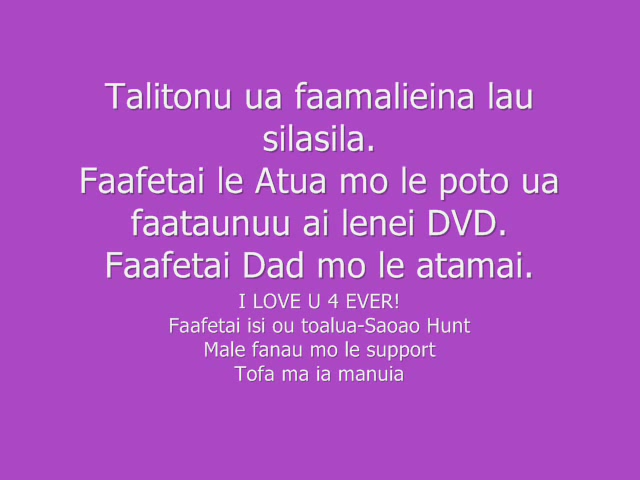 Talitonu ua faamalieina lau
silasila.
Faafetai le Atua mo le poto ua
faataunuu ai lenei DVD.
Faafetai Dad mo le atamai.
I LOVE U 4 EVER!
Faafetai isi ou toalua-Saoao Hunt
Male fanau mo le support
Tofa ma ia manuia